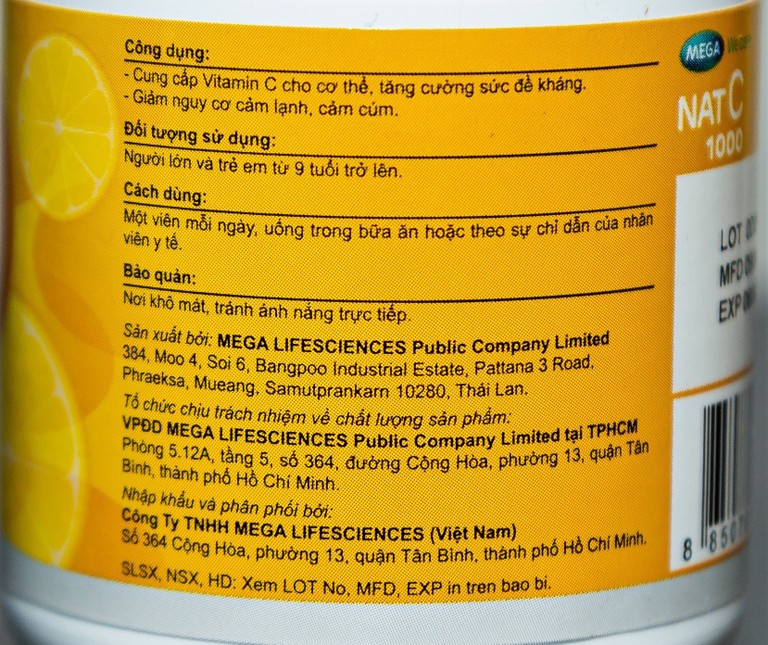 Công dụng:
- Cung cấp Vitamin C cho cơ thể, tăng cường sức đề kháng.
- Giảm nguy cơ cảm lạnh, cảm cúm.
Đối tượng sử dụng:
Người lớn và trẻ em từ 9 tuổi trở lên.
Cách dùng:
Một viên mỗi ngày, uống trong bữa ăn hoặc theo sự chỉ dẫn của nhân
viên y tế.
Bảo quản:
Nơi khô mát, tránh ánh nắng trực tiếp.
Sản xuất bởi: MEGA LIFESCIENCES Public Company Limited
384, Moo 4, Soi 6, Bangpoo Industrial Estate, Pattana 3 Road,
Phraeksa, Mueang, Samutprankarn 10280, Thái Lan.
Tổ chức chịu trách nhiệm về chất lượng sản phẩm:
VPĐD MEGA LIFESCIENCES Public Company Limited tại TPHCM
Phòng 5.12A, tầng 5, số 364, đường Cộng Hòa, phường 13, quận Tân
Bình, thành phố Hồ Chí Minh.
Nhập khẩu và phân phối bởi:
Công Ty TNHH MEGA LIFESCIENCES (Việt Nam)
Số 364 Cộng Hòa, phường 13, quận Tân Bình, thành phố Hồ Chí Minh.
SLSX, NSX, HD: Xem LOT No, MFD, EXP in tren bao bi.
MEGA We
NAT C
1000
LOT
MFD
EXP
8 850